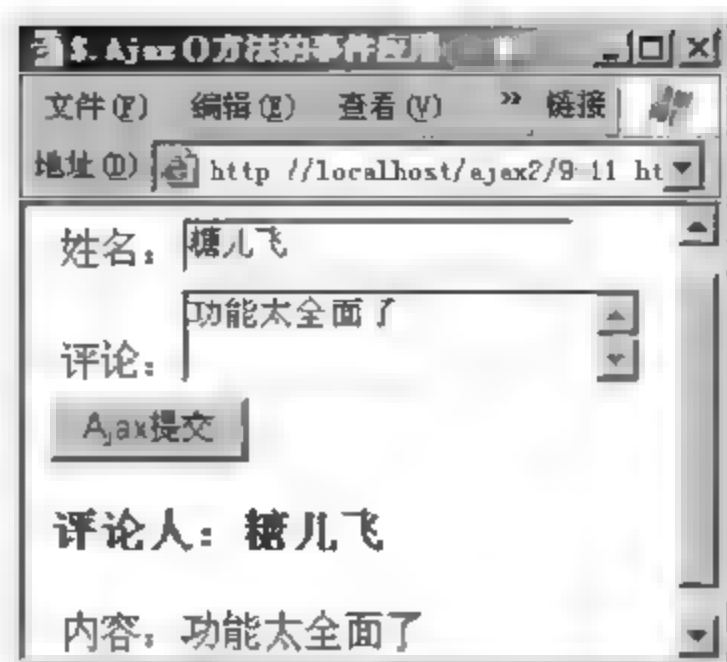 $.Ajax()方法的事件应用
文件(F) 编辑(E) 查看(V) » 链接
地址(D) http //localhost/ajax2/9-11 ht
姓名：糖儿飞
功能太全面了
评论：
Ajax提交
评论人：糖儿飞
内容：功能太全面了